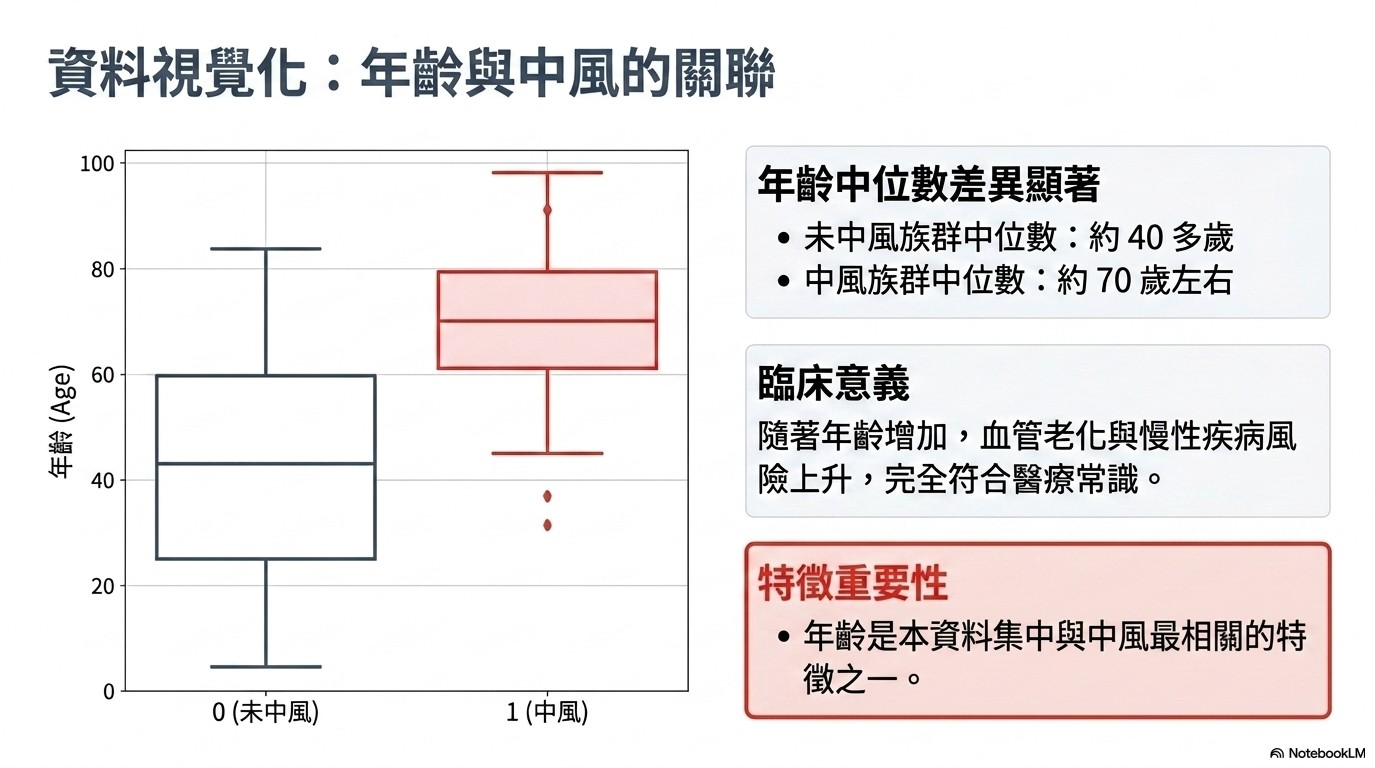 資料視覺化：年齡與中風的關聯
100
80
60
40
20
0
年齡 (Age)
0 (未中風)
1 (中風)
年齡中位數差異顯著
• 未中風族群中位數：約 40 多歲
• 中風族群中位數：約 70 歲左右
臨床意義
隨著年齡增加，血管老化與慢性疾病風
險上升，完全符合醫療常識。
特徵重要性
• 年齡是本資料集中與中風最相關的特
徵之一。
NotebookLM